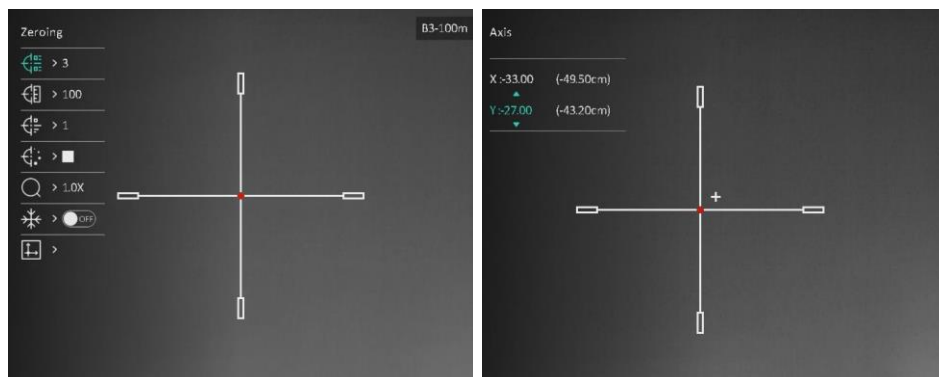 Zeroing
B3-100m
> 3
> 100
> 1
>
> 1.0X
> OFF
>
Axis
X:-33.00 (-49.50cm)
Y:-27.00 (-43.20cm)